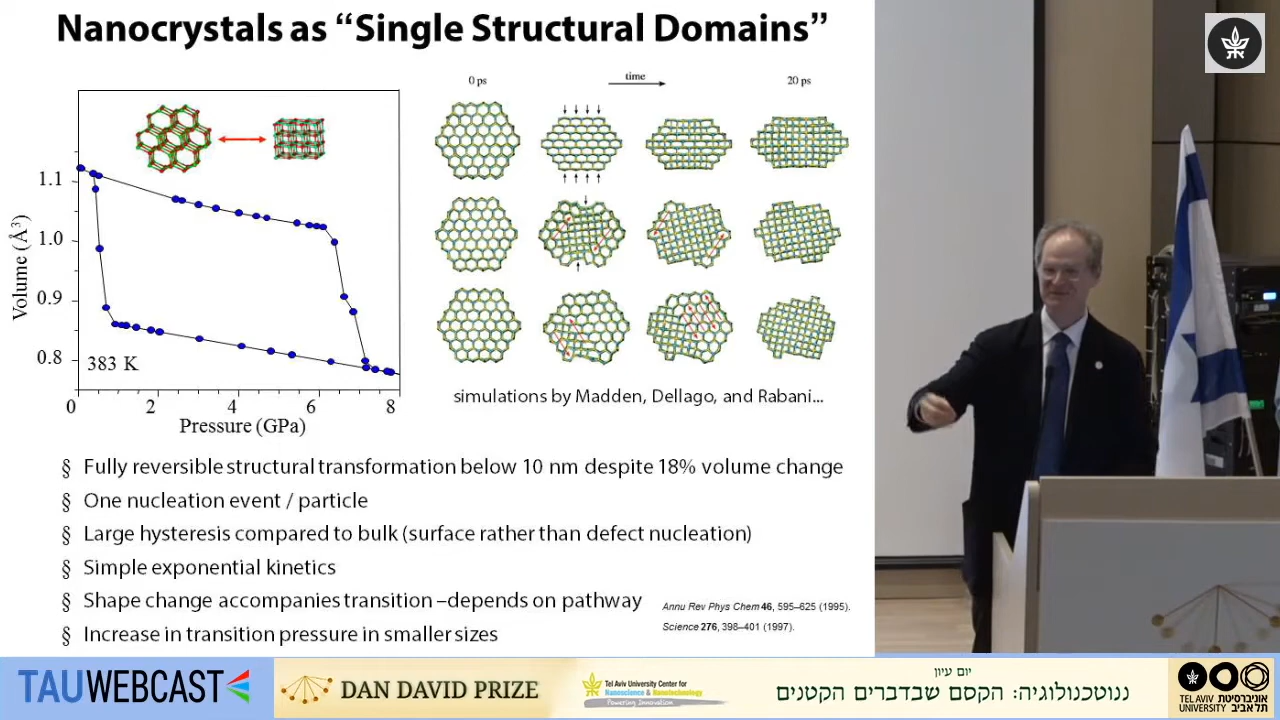 Nanocrystals as “Single Structural Domains”
Volume (Å³)
1.1
1.0
0.9
0.8
383 K
0 2 4 6 8
Pressure (GPa)
0 ps time 20 ps
simulations by Madden, Dellago, and Rabani...
§ Fully reversible structural transformation below 10 nm despite 18% volume change
§ One nucleation event / particle
§ Large hysteresis compared to bulk (surface rather than defect nucleation)
§ Simple exponential kinetics
§ Shape change accompanies transition –depends on pathway
§ Increase in transition pressure in smaller sizes
Annu Rev Phys Chem 46, 595–625 (1995).
Science 276, 398–401 (1997).
TAUWEBCAST
DAN DAVID PRIZE
Tel Aviv University Center for
Nanoscience & Nanotechnology
Powering Innovation
יום עיון
ננוטכנולוגיה: הקסם שבדברים הקטנים
TEL AVIV אוניברסיטת
UNIVERSITY תל אביב